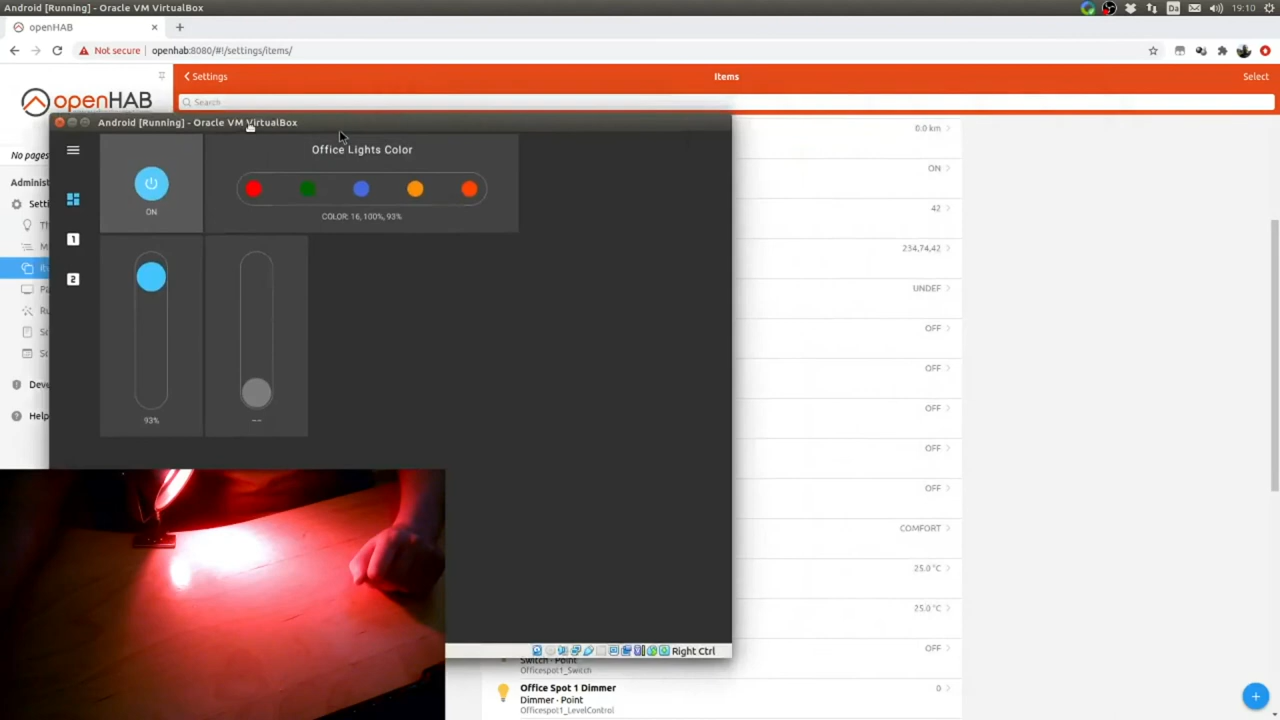 Android [Running] - Oracle VM VirtualBox
Da
19:10
openHAB
Not secure
openhab:8080/#!/settings/items/
openHAB
Settings
Items
Select
Search
Android [Running] - Oracle VM VirtualBox
No pages
Office Lights Color
ON
COLOR: 16, 100%, 93%
1
2
93%
--
Help
0.0 km
ON
42
234,74,42
UNDEF
OFF
OFF
OFF
OFF
OFF
COMFORT
25.0 °C
25.0 °C
OFF
Right Ctrl
Switch · Point
Officespot1_Switch
Office Spot 1 Dimmer
0
Dimmer · Point
Officespot1_LevelControl